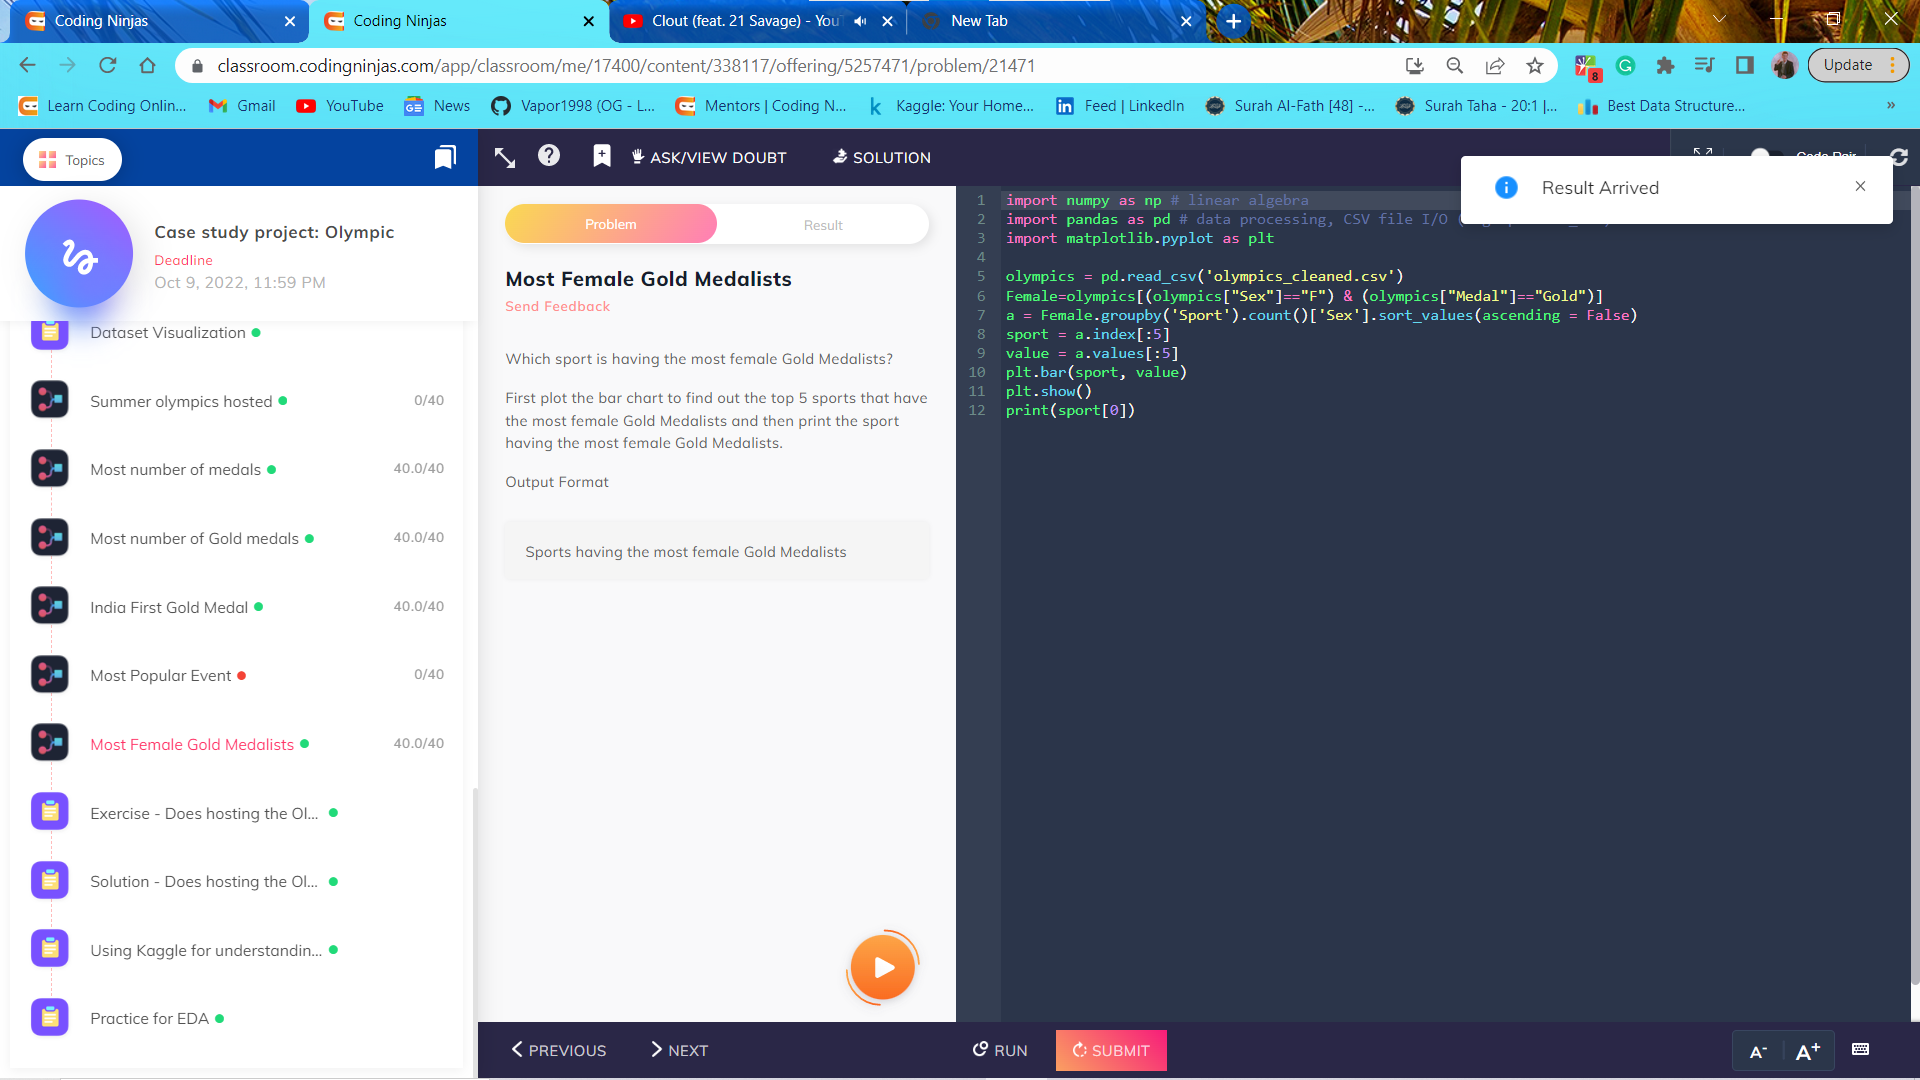 Coding Ninjas
Coding Ninjas
Clout (feat. 21 Savage) - You
New Tab
classroom.codingninjas.com/app/classroom/me/17400/content/338117/offering/5257471/problem/21471
8
Update
Learn Coding Onlin...
Gmail
YouTube
News
Vapor1998 (OG - L...
Mentors | Coding N...
Kaggle: Your Home...
Feed | LinkedIn
Surah Al-Fath [48] -...
Surah Taha - 20:1 |...
Best Data Structure...
»
Topics
ASK/VIEW DOUBT
SOLUTION
Code Pair
Result Arrived
Case study project: Olympic
Deadline
Oct 9, 2022, 11:59 PM
Dataset Visualization
Summer olympics hosted 0/40
Most number of medals 40.0/40
Most number of Gold medals 40.0/40
India First Gold Medal 40.0/40
Most Popular Event 0/40
Most Female Gold Medalists 40.0/40
Exercise - Does hosting the Ol...
Solution - Does hosting the Ol...
Using Kaggle for understandin...
Practice for EDA
Problem
Result
Most Female Gold Medalists
Send Feedback
Which sport is having the most female Gold Medalists?
First plot the bar chart to find out the top 5 sports that have
the most female Gold Medalists and then print the sport
having the most female Gold Medalists.
Output Format
Sports having the most female Gold Medalists
1 import numpy as np # linear algebra
2 import pandas as pd # data processing, CSV file I/O
3 import matplotlib.pyplot as plt
4
5 olympics = pd.read_csv('olympics_cleaned.csv')
6 Female=olympics[(olympics["Sex"]=="F") & (olympics["Medal"]=="Gold")]
7 a = Female.groupby('Sport').count()['Sex'].sort_values(ascending = False)
8 sport = a.index[:5]
9 value = a.values[:5]
10 plt.bar(sport, value)
11 plt.show()
12 print(sport[0])
PREVIOUS
NEXT
RUN
SUBMIT
A-
A+